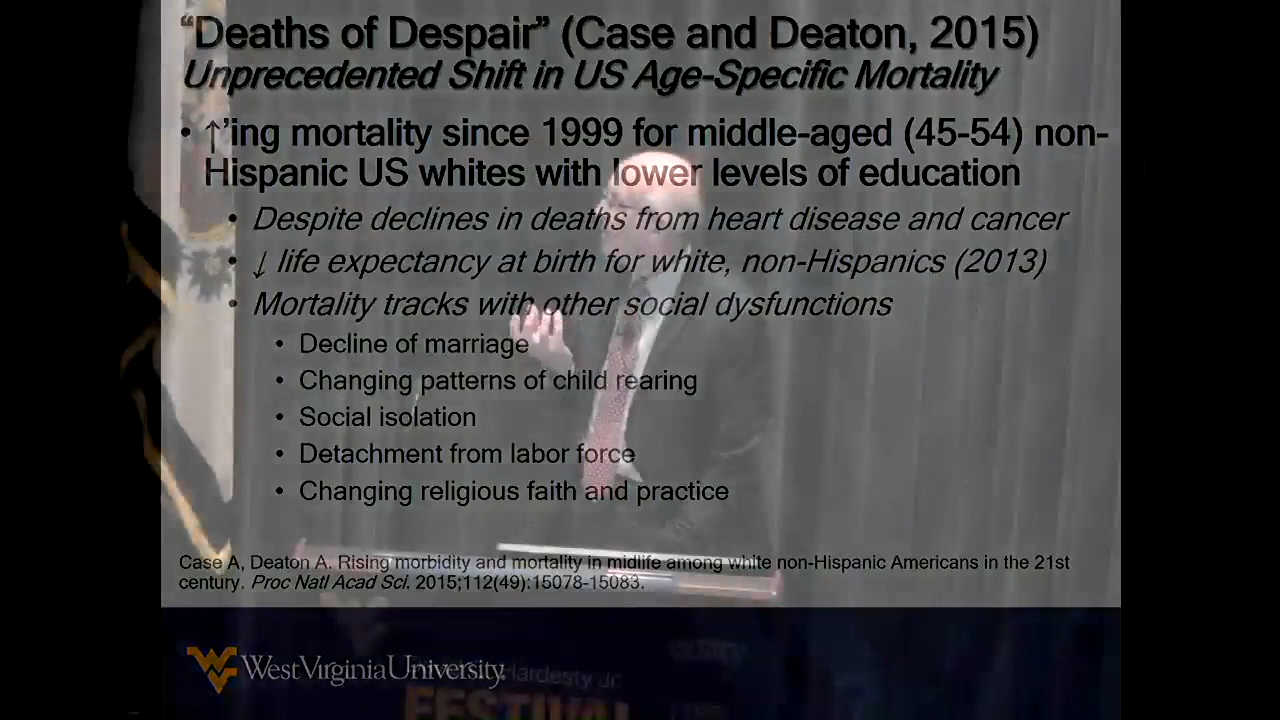 “Deaths of Despair” (Case and Deaton, 2015)
Unprecedented Shift in US Age-Specific Mortality
• ↑’ing mortality since 1999 for middle-aged (45-54) non-
Hispanic US whites with lower levels of education
• Despite declines in deaths from heart disease and cancer
• ↓ life expectancy at birth for white, non-Hispanics (2013)
• Mortality tracks with other social dysfunctions
• Decline of marriage
• Changing patterns of child rearing
• Social isolation
• Detachment from labor force
• Changing religious faith and practice
Case A, Deaton A. Rising morbidity and mortality in midlife among white non-Hispanic Americans in the 21st
century. Proc Natl Acad Sci. 2015;112(49):15078-15083.
WestVirginiaUniversity.
Hardesty Jr.
FESTIVAL